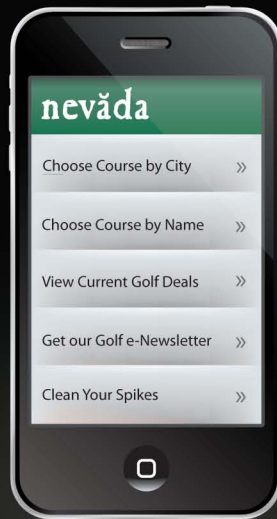 nevăda
Choose Course by City »
Choose Course by Name »
View Current Golf Deals »
Get our Golf e-Newsletter »
Clean Your Spikes »